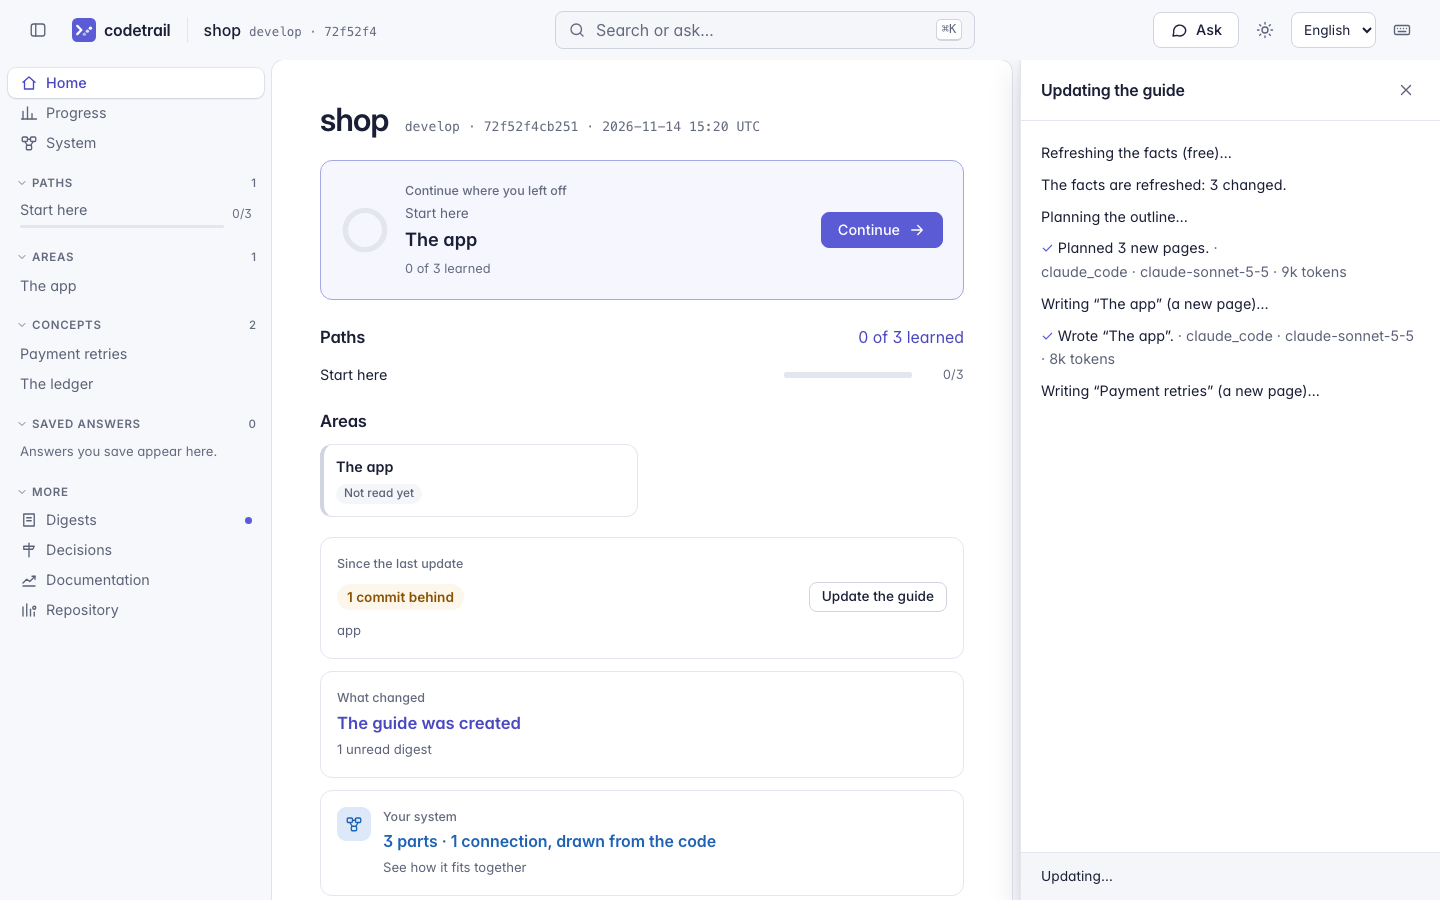 codetrail
shop develop · 72f52f4
Search or ask...
⌘K
Ask
English
Home
Progress
System
PATHS 1
Start here 0/3
AREAS 1
The app
CONCEPTS 2
Payment retries
The ledger
SAVED ANSWERS 0
Answers you save appear here.
MORE
Digests
Decisions
Documentation
Repository
shop develop · 72f52f4cb251 · 2026-11-14 15:20 UTC
Continue where you left off
Start here
The app
0 of 3 learned
Continue
Paths 0 of 3 learned
Start here 0/3
Areas
The app
Not read yet
Since the last update
1 commit behind
Update the guide
app
What changed
The guide was created
1 unread digest
Your system
3 parts · 1 connection, drawn from the code
See how it fits together
Updating the guide
Refreshing the facts (free)...
The facts are refreshed: 3 changed.
Planning the outline...
✓ Planned 3 new pages. ·
claude_code · claude-sonnet-5-5 · 9k tokens
Writing “The app” (a new page)...
✓ Wrote “The app”. · claude_code · claude-sonnet-5-5
· 8k tokens
Writing “Payment retries” (a new page)...
Updating...